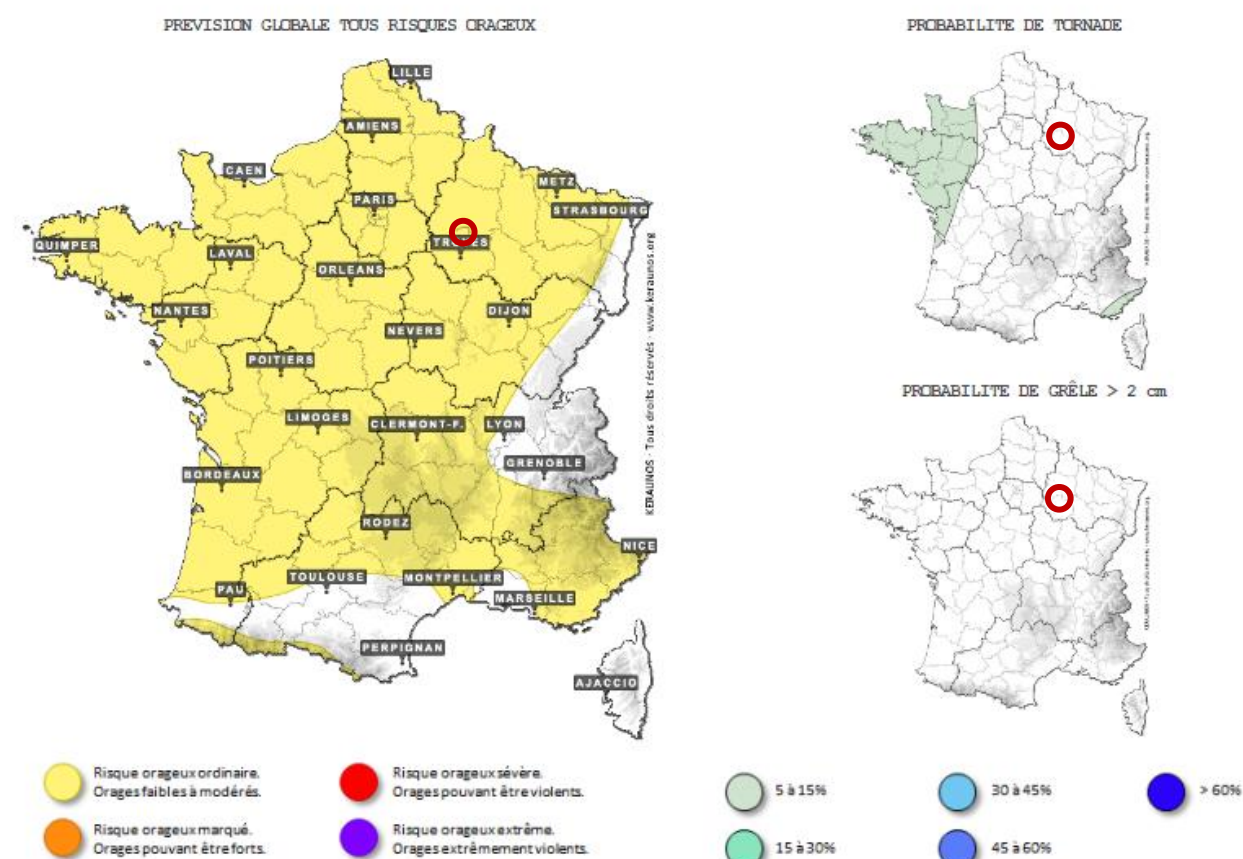 PREVISION GLOBALE TOUS RISQUES ORAGEUX
LILLE
AMIENS
CAEN
PARIS
METZ
STRASBOURG
QUIMPER
LAVAL
TROYES
ORLEANS
NANTES
DIJON
NEVERS
POITIERS
LIMOGES
CLERMONT-F.
LYON
GRENOBLE
BORDEAUX
RODEZ
NICE
TOULOUSE
MONTPELLIER
PAU
MARSEILLE
PERPIGNAN
AJACCIO
KERAUNOS - Tous droits réservés - www.keraunos.org
Risque orageux ordinaire.
Orages faibles à modérés.
Risque orageux sévère.
Orages pouvant être violents.
Risque orageux marqué.
Orages pouvant être forts.
Risque orageux extrême.
Orages extrêmement violents.
PROBABILITE DE TORNADE
PROBABILITE DE GRÊLE > 2 cm
5 à 15%
30 à 45%
> 60%
15 à 30%
45 à 60%